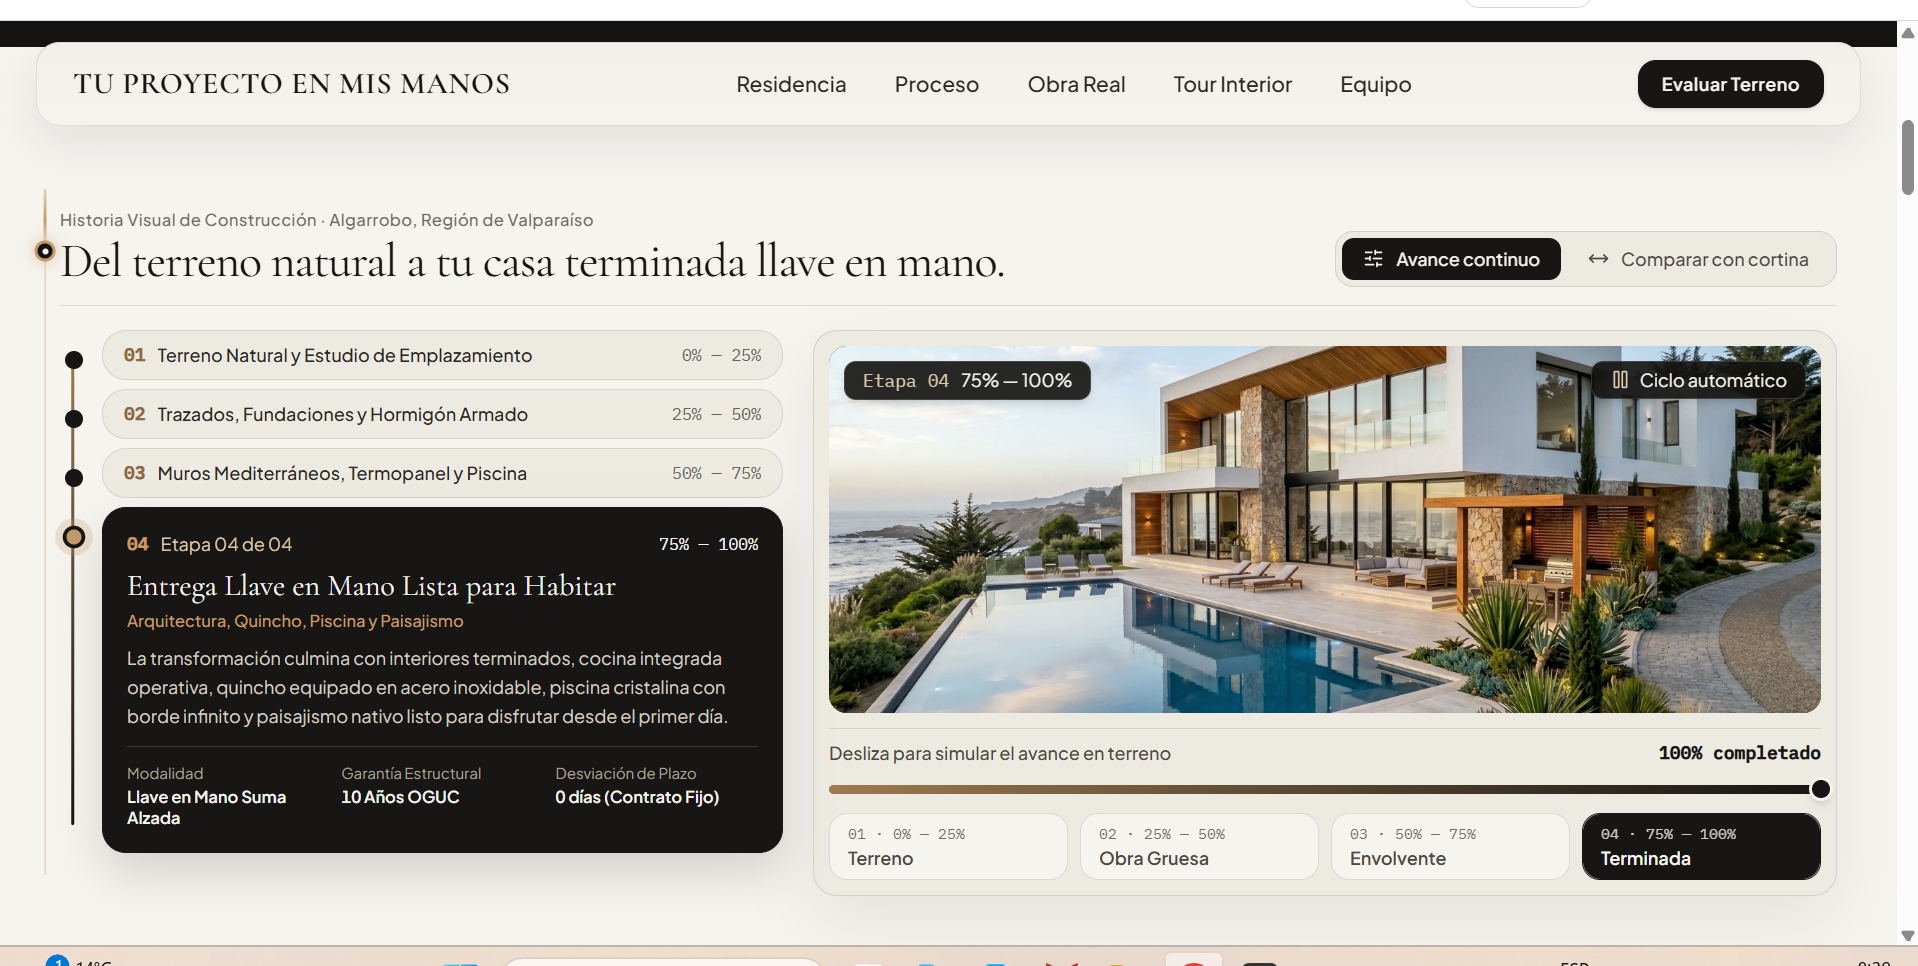 TU PROYECTO EN MIS MANOS
Residencia
Proceso
Obra Real
Tour Interior
Equipo
Evaluar Terreno
Historia Visual de Construcción · Algarrobo, Región de Valparaíso
Del terreno natural a tu casa terminada llave en mano.
Avance continuo
Comparar con cortina
01 Terreno Natural y Estudio de Emplazamiento 0% — 25%
02 Trazados, Fundaciones y Hormigón Armado 25% — 50%
03 Muros Mediterráneos, Termopanel y Piscina 50% — 75%
04 Etapa 04 de 04 75% — 100%
Entrega Llave en Mano Lista para Habitar
Arquitectura, Quincho, Piscina y Paisajismo
La transformación culmina con interiores terminados, cocina integrada
operativa, quincho equipado en acero inoxidable, piscina cristalina con
borde infinito y paisajismo nativo listo para disfrutar desde el primer día.
Modalidad
Llave en Mano Suma
Alzada
Garantía Estructural
10 Años OGUC
Desviación de Plazo
0 días (Contrato Fijo)
Etapa 04 75% — 100%
Ciclo automático
Desliza para simular el avance en terreno
100% completado
01 · 0% — 25%
Terreno
02 · 25% — 50%
Obra Gruesa
03 · 50% — 75%
Envolvente
04 · 75% — 100%
Terminada